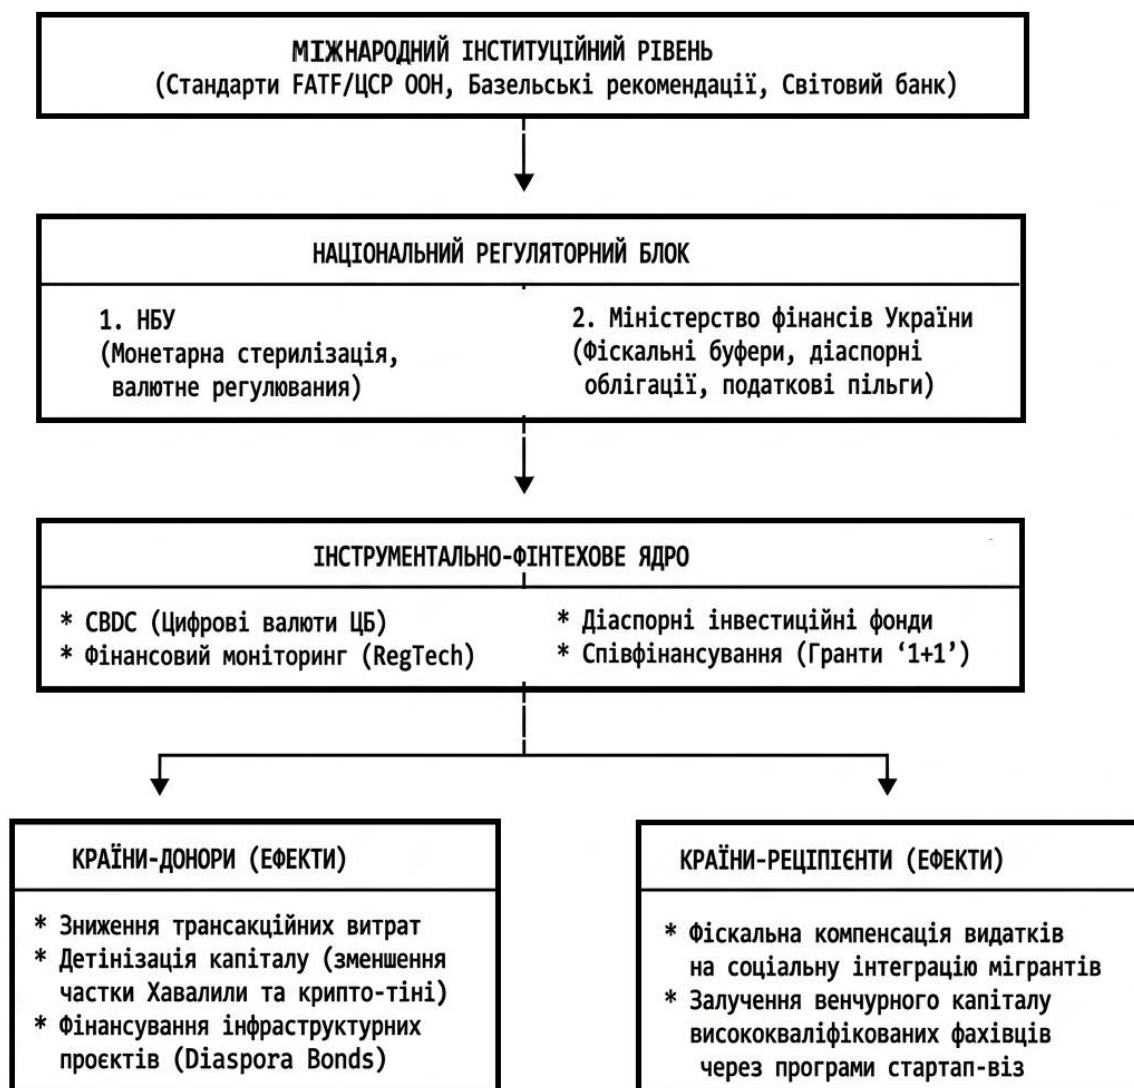 МІЖНАРОДНИЙ ІНСТИТУЦІЙНИЙ РІВЕНЬ
(Стандарти FATF/ЦСР ООН, Базельські рекомендації, Світовий банк)
НАЦІОНАЛЬНИЙ РЕГУЛЯТОРНИЙ БЛОК
1. НБУ
(Монетарна стерилізація,
валютне регулювания)
2. Міністерство фінансів України
(Фіскальні буфери, діаспорні
облігації, податкові пільги)
ІНСТРУМЕНТАЛЬНО-ФІНТЕХОВЕ ЯДРО
* CBDC (Цифрові валюти ЦБ)
* Фінансовий моніторинг (RegTech)
* Діаспорні інвестиційні фонди
* Співфінансування (Гранти ‘1+1’)
КРАЇНИ-ДОНОРИ (ЕФЕКТИ)
* Зниження трансакційних витрат
* Детінізація капіталу (зменшення
частки Хавалили та крипто-тіні)
* Фінансування інфраструктурних
проєктів (Diaspora Bonds)
КРАЇНИ-РЕЦІПІЄНТИ (ЕФЕКТИ)
* Фіскальна компенсація видатків
на соціальну інтеграцію мігрантів
* Залучення венчурного капіталу
висококваліфікованих фахівців
через програми стартап-віз